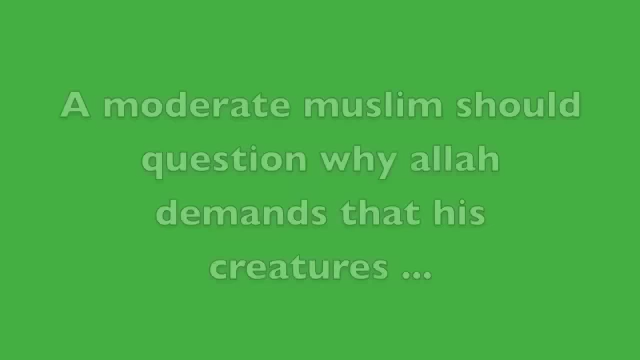 A moderate muslim should
question why allah
demands that his
creatures ...